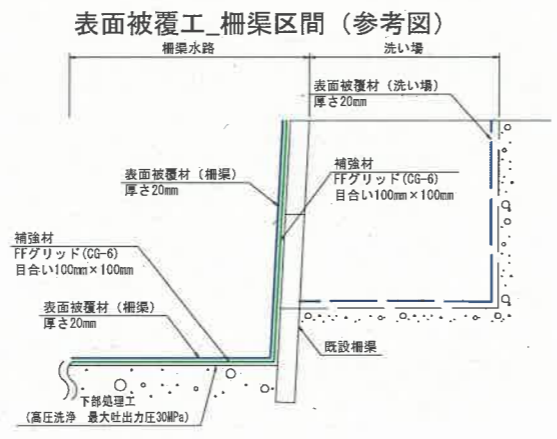 表面被覆工_柵渠区間（参考図）
柵渠水路
洗い場
表面被覆材（洗い場）
厚さ20mm
補強材
FFグリッド(CG-6)
目合い100mm×100mm
表面被覆材（柵渠）
厚さ20mm
補強材
FFグリッド(CG-6)
目合い100mm×100mm
表面被覆材（柵渠）
厚さ20mm
既設柵渠
下部処理工
(高圧洗浄　最大吐出力圧30MPa)